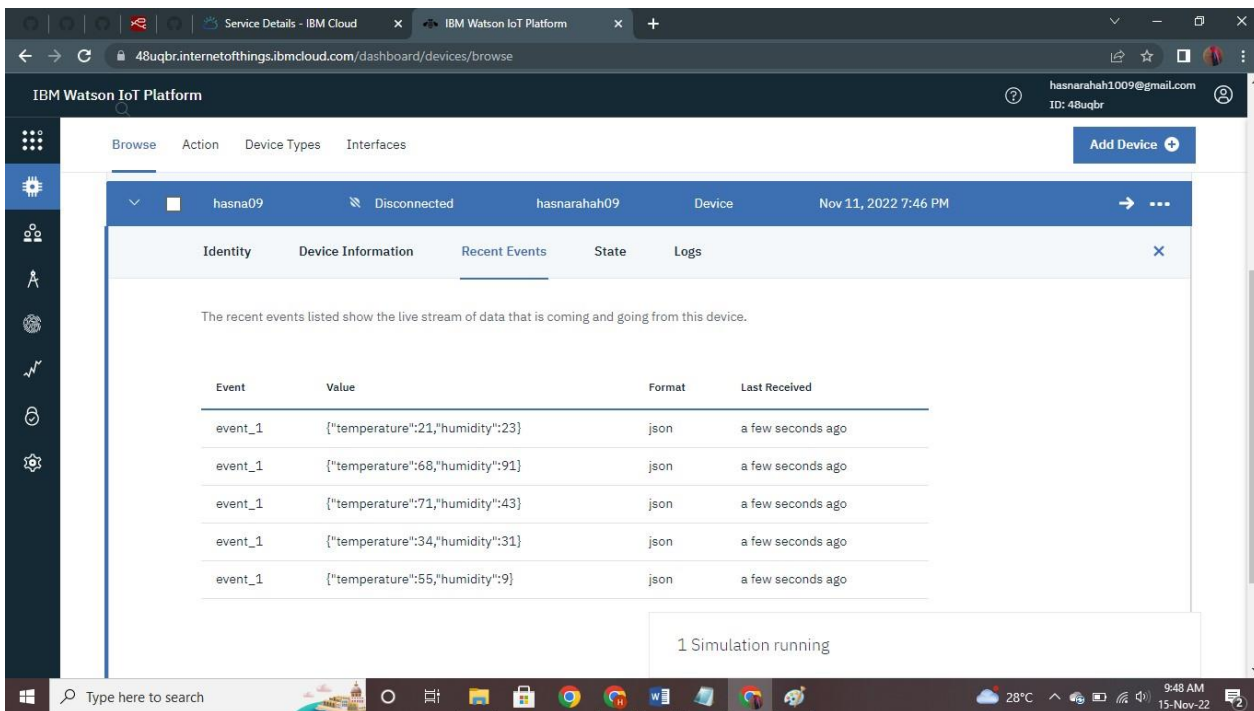 Service Details - IBM Cloud
IBM Watson IoT Platform
48uqbr.internetofthings.ibmcloud.com/dashboard/devices/browse
IBM Watson IoT Platform
hasnarahah1009@gmail.com
ID: 48uqbr
Browse Action Device Types Interfaces
Add Device
hasna09 Disconnected hasnarahah09 Device Nov 11, 2022 7:46 PM
Identity Device Information Recent Events State Logs
The recent events listed show the live stream of data that is coming and going from this device.
Event Value Format Last Received
event_1 {"temperature":21,"humidity":23} json a few seconds ago
event_1 {"temperature":68,"humidity":91} json a few seconds ago
event_1 {"temperature":71,"humidity":43} json a few seconds ago
event_1 {"temperature":34,"humidity":31} json a few seconds ago
event_1 {"temperature":55,"humidity":9} json a few seconds ago
1 Simulation running
Type here to search
28°C
9:48 AM
15-Nov-22
2